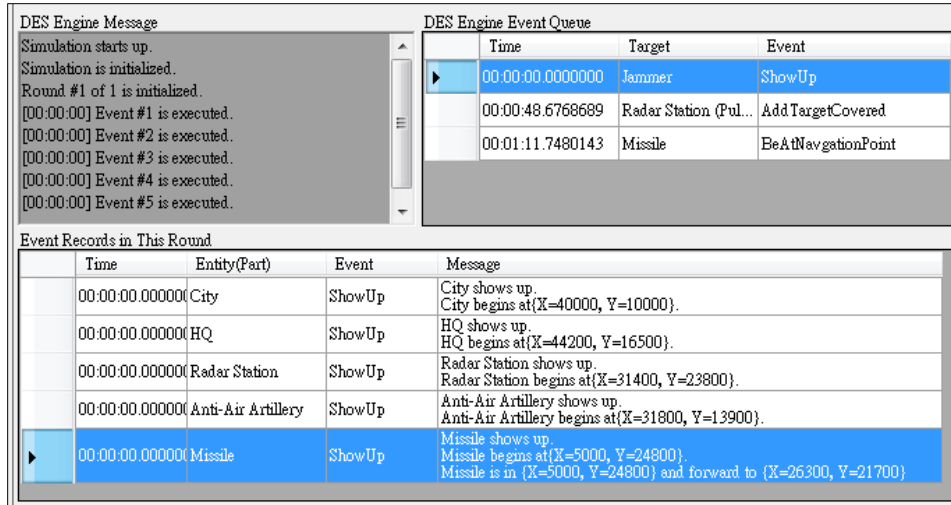 DES Engine Message
Simulation starts up.
Simulation is initialized.
Round #1 of 1 is initialized.
[00:00:00] Event #1 is executed.
[00:00:00] Event #2 is executed.
[00:00:00] Event #3 is executed.
[00:00:00] Event #4 is executed.
[00:00:00] Event #5 is executed.
DES Engine Event Queue
Time Target Event
00:00:00.0000000 Jammer ShowUp
00:00:48.6768689 Radar Station (Pul... AddTargetCovered
00:01:11.7480143 Missile BeAtNavgationPoint
Event Records in This Round
Time Entity(Part) Event Message
00:00:00.000000 City ShowUp City shows up.
City begins at{X=40000, Y=10000}.
00:00:00.000000 HQ ShowUp HQ shows up.
HQ begins at{X=44200, Y=16500}.
00:00:00.000000 Radar Station ShowUp Radar Station shows up.
Radar Station begins at{X=31400, Y=23800}.
00:00:00.000000 Anti-Air Artillery ShowUp Anti-Air Artillery shows up.
Anti-Air Artillery begins at{X=31800, Y=13900}.
00:00:00.000000 Missile ShowUp Missile shows up.
Missile begins at{X=5000, Y=24800}.
Missile is in {X=5000, Y=24800} and forward to {X=26300, Y=21700}